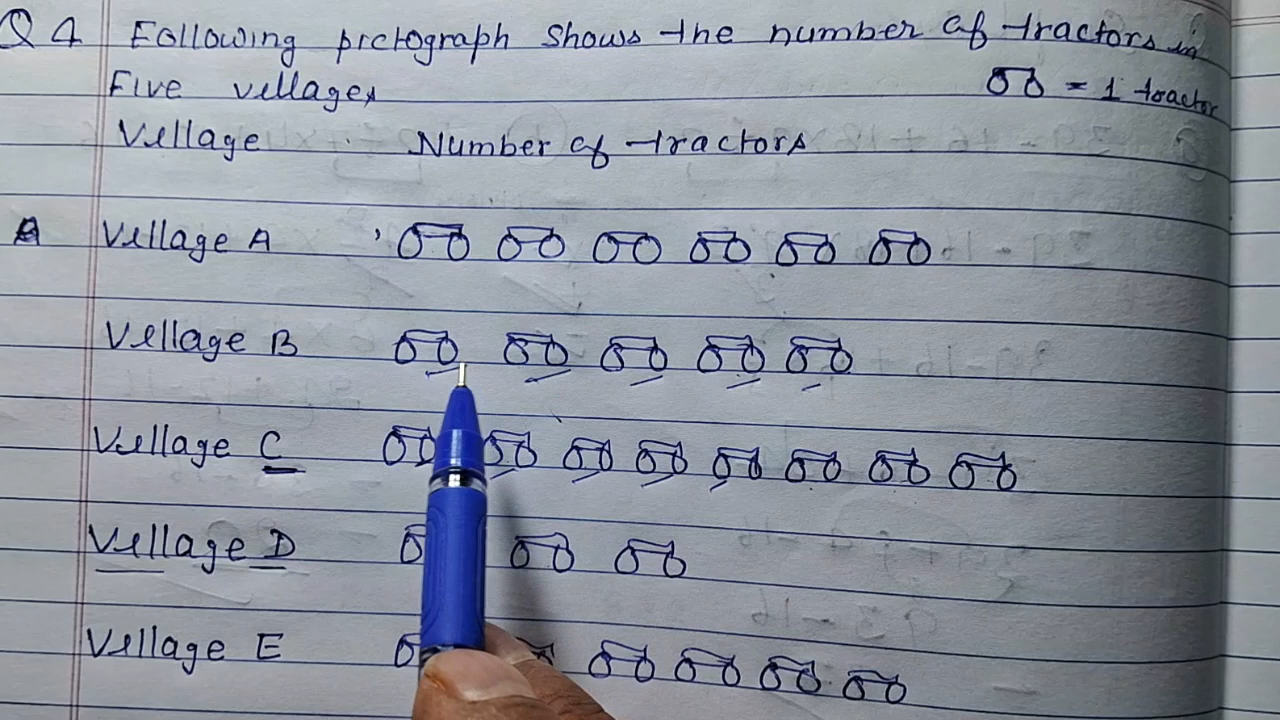 Q 4 Following pictograph shows the number of tractors in
Five villages = 1 tractor
Village Number of tractors
A Village A
Village B
Village C
Village D
Village E